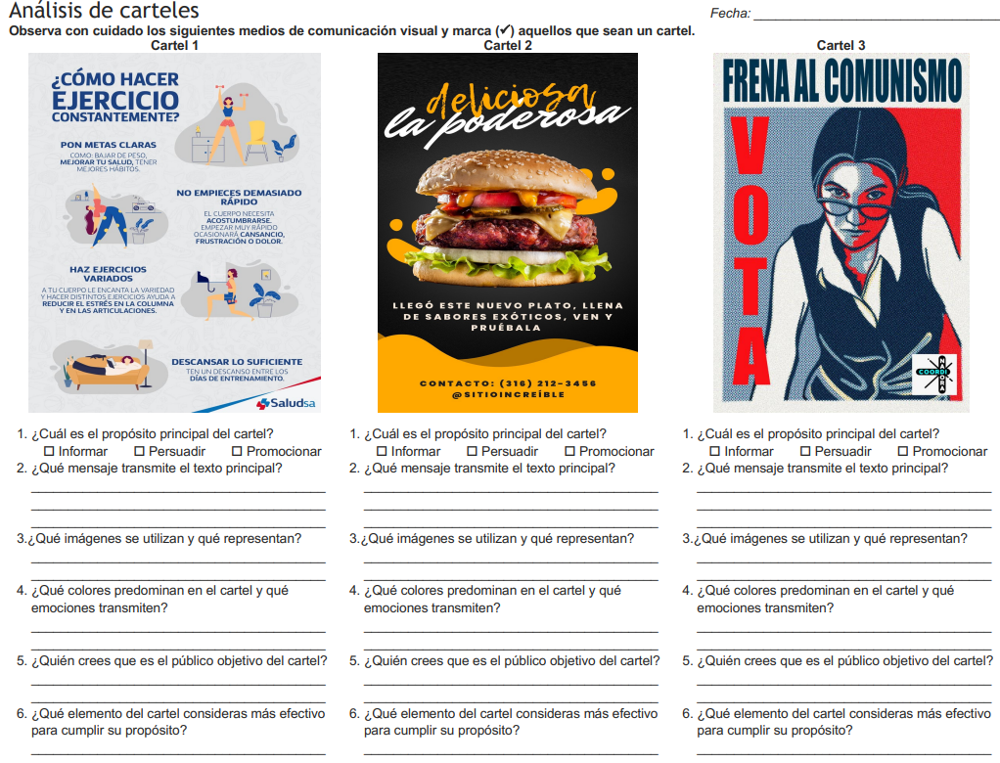 Análisis de carteles
Fecha:
Observa con cuidado los siguientes medios de comunicación visual y marca (✓) aquellos que sean un cartel.
Cartel 1
¿CÓMO HACER
EJERCICIO
CONSTANTEMENTE?
PON METAS CLARAS
COMO: BAJAR DE PESO,
MEJORAR TU SALUD, TENER
MEJORES HÁBITOS.
NO EMPIECES DEMASIADO
RÁPIDO
EL CUERPO NECESITA
ACOSTUMBRARSE.
EMPEZAR MUY RÁPIDO
OCASIONARÁ CANSANCIO,
FRUSTRACIÓN O DOLOR.
HAZ EJERCICIOS
VARIADOS
A TU CUERPO LE ENCANTA LA VARIEDAD
Y HACER DISTINTOS EJERCICIOS AYUDA A
REDUCIR EL ESTRÉS EN LA COLUMNA
Y EN LAS ARTICULACIONES.
DESCANSAR LO SUFICIENTE
TEN UN DESCANSO ENTRE LOS
DÍAS DE ENTRENAMIENTO.
Saludsa
1. ¿Cuál es el propósito principal del cartel?
☐ Informar ☐ Persuadir ☐ Promocionar
2. ¿Qué mensaje transmite el texto principal?
3.¿Qué imágenes se utilizan y qué representan?
4. ¿Qué colores predominan en el cartel y qué
emociones transmiten?
5. ¿Quién crees que es el público objetivo del cartel?
6. ¿Qué elemento del cartel consideras más efectivo
para cumplir su propósito?
Cartel 2
deliciosa
la poderosa
LLEGÓ ESTE NUEVO PLATO, LLENA
DE SABORES EXÓTICOS, VEN Y
PRUÉBALA
CONTACTO: (316) 212-3456
@SITIOINCREÍBLE
1. ¿Cuál es el propósito principal del cartel?
☐ Informar ☐ Persuadir ☐ Promocionar
2. ¿Qué mensaje transmite el texto principal?
3.¿Qué imágenes se utilizan y qué representan?
4. ¿Qué colores predominan en el cartel y qué
emociones transmiten?
5. ¿Quién crees que es el público objetivo del cartel?
6. ¿Qué elemento del cartel consideras más efectivo
para cumplir su propósito?
Cartel 3
FRENA AL COMUNISMO
VOTA
COORDI
NADORA
1. ¿Cuál es el propósito principal del cartel?
☐ Informar ☐ Persuadir ☐ Promocionar
2. ¿Qué mensaje transmite el texto principal?
3.¿Qué imágenes se utilizan y qué representan?
4. ¿Qué colores predominan en el cartel y qué
emociones transmiten?
5. ¿Quién crees que es el público objetivo del cartel?
6. ¿Qué elemento del cartel consideras más efectivo
para cumplir su propósito?